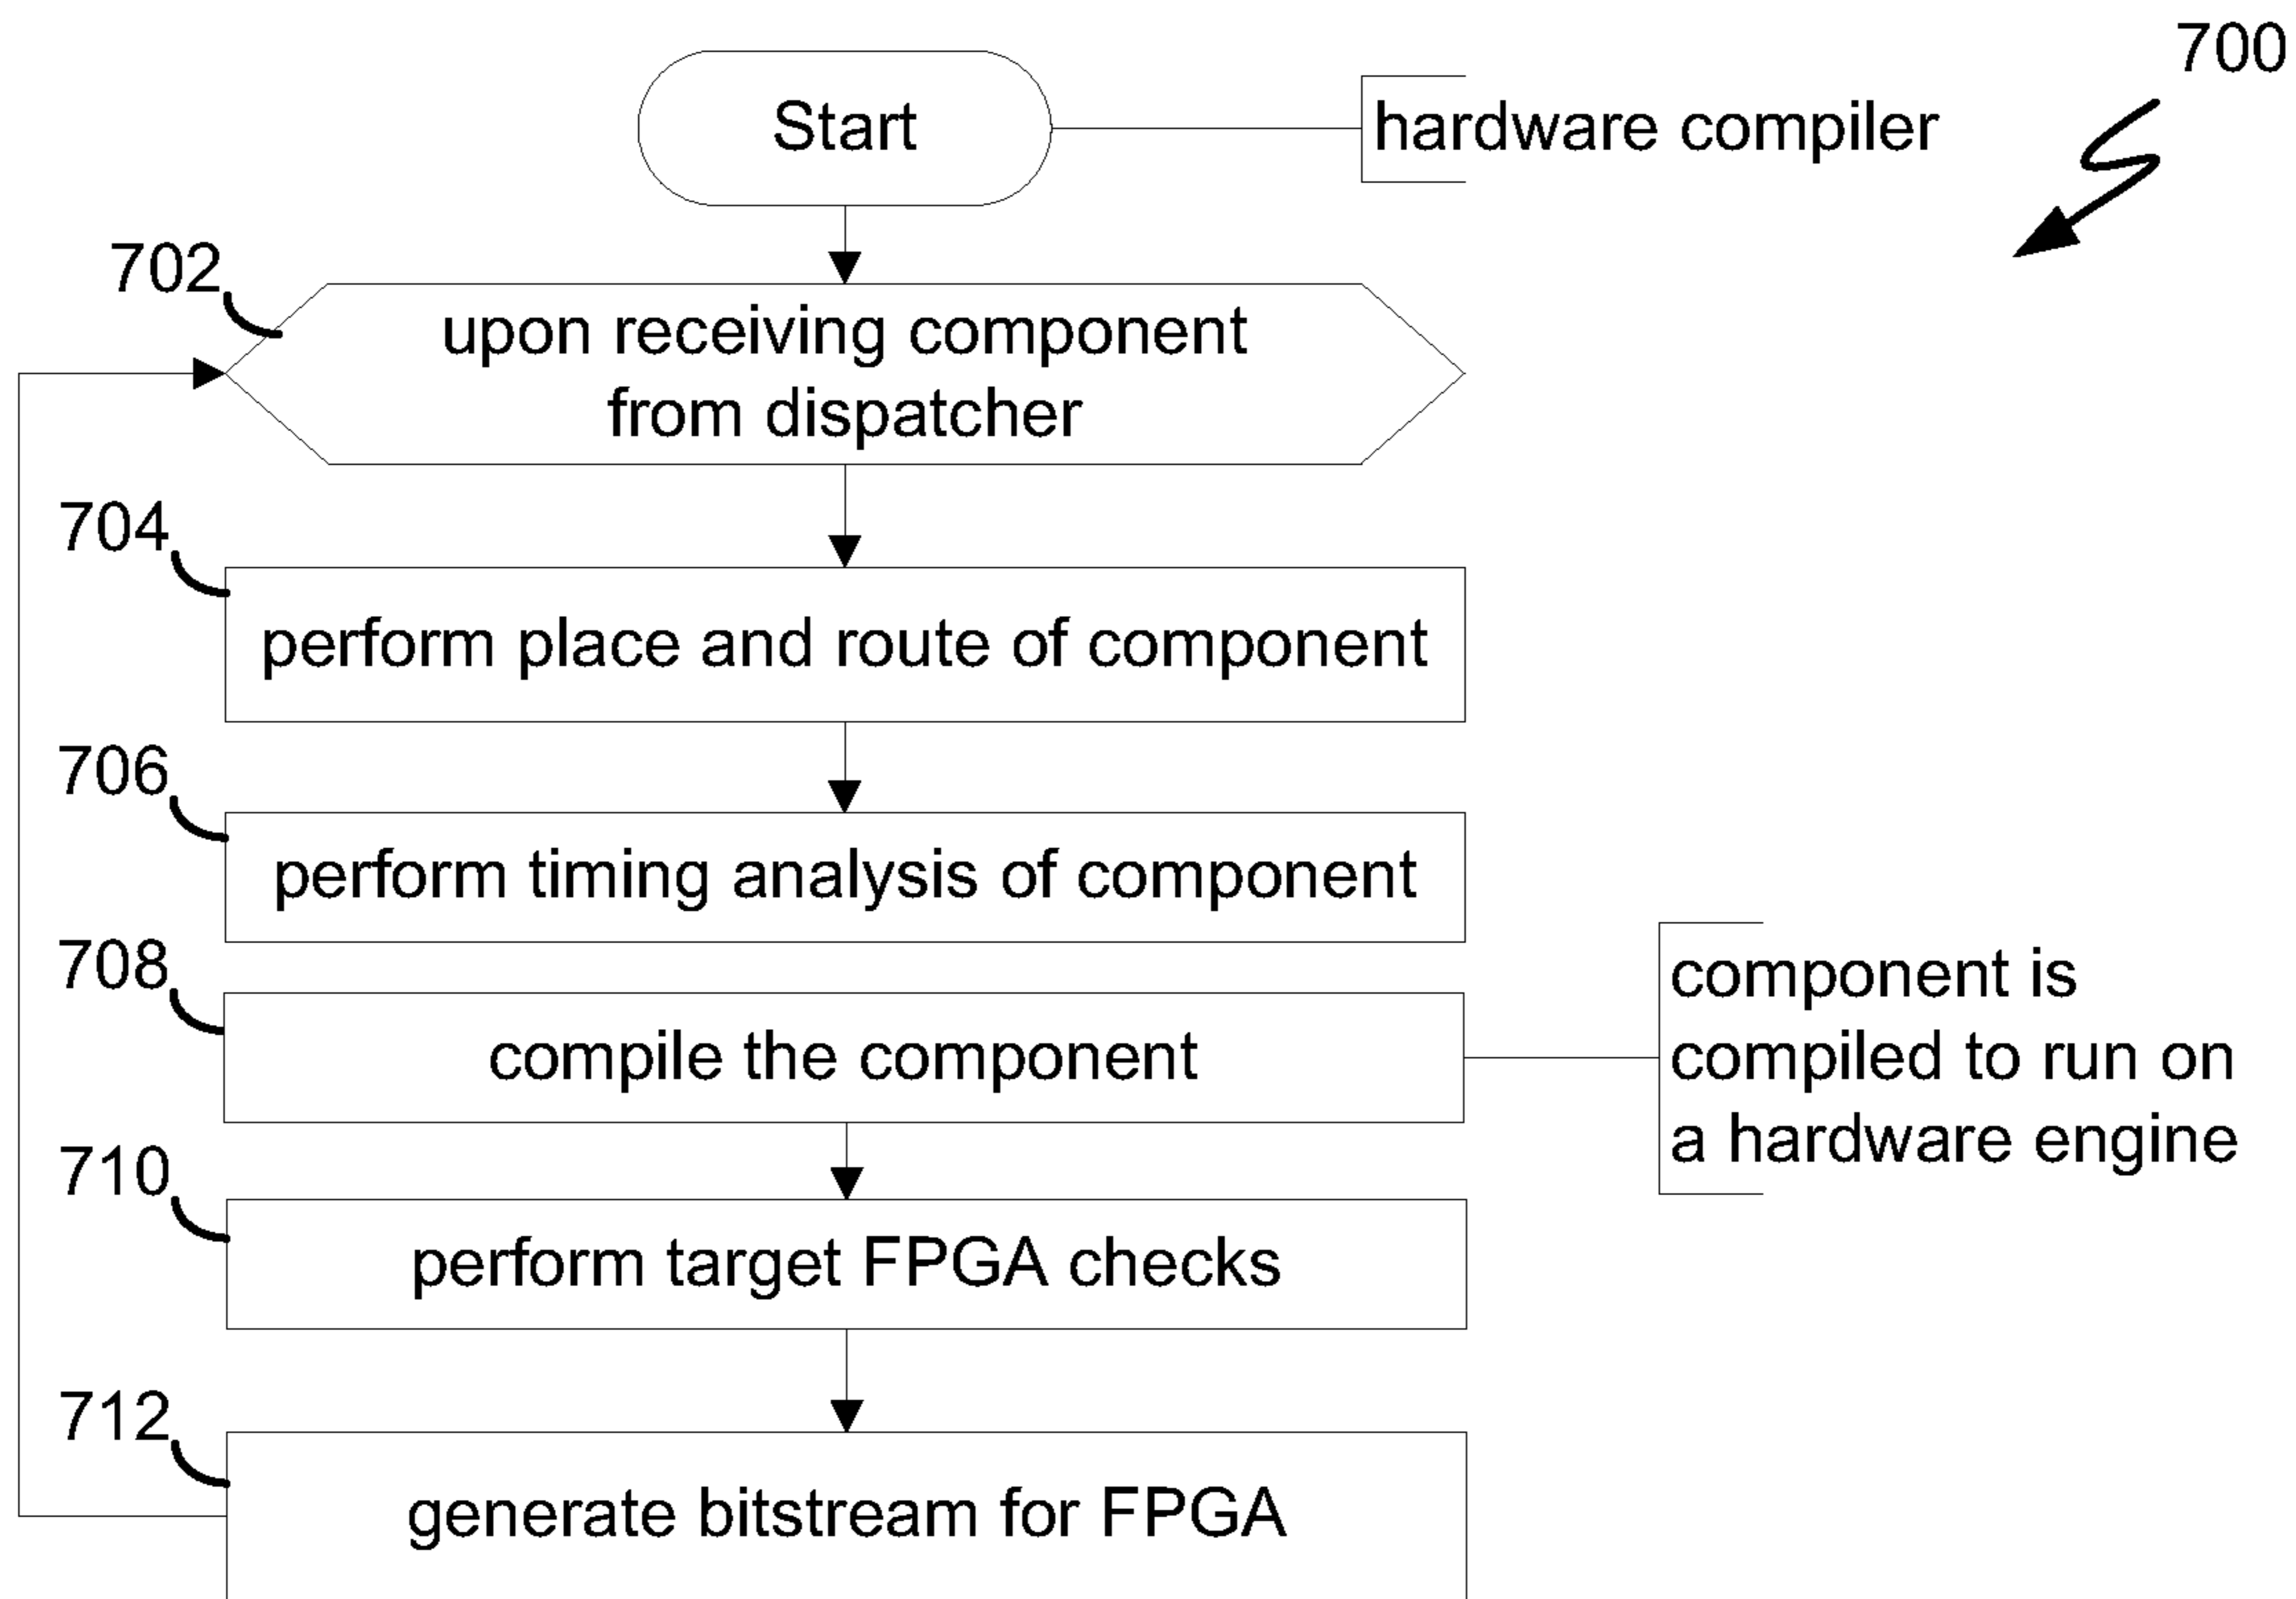 700
Start
hardware compiler
702
upon receiving component
from dispatcher
704
perform place and route of component
706
perform timing analysis of component
708
compile the component
component is
compiled to run on
a hardware engine
710
perform target FPGA checks
712
generate bitstream for FPGA